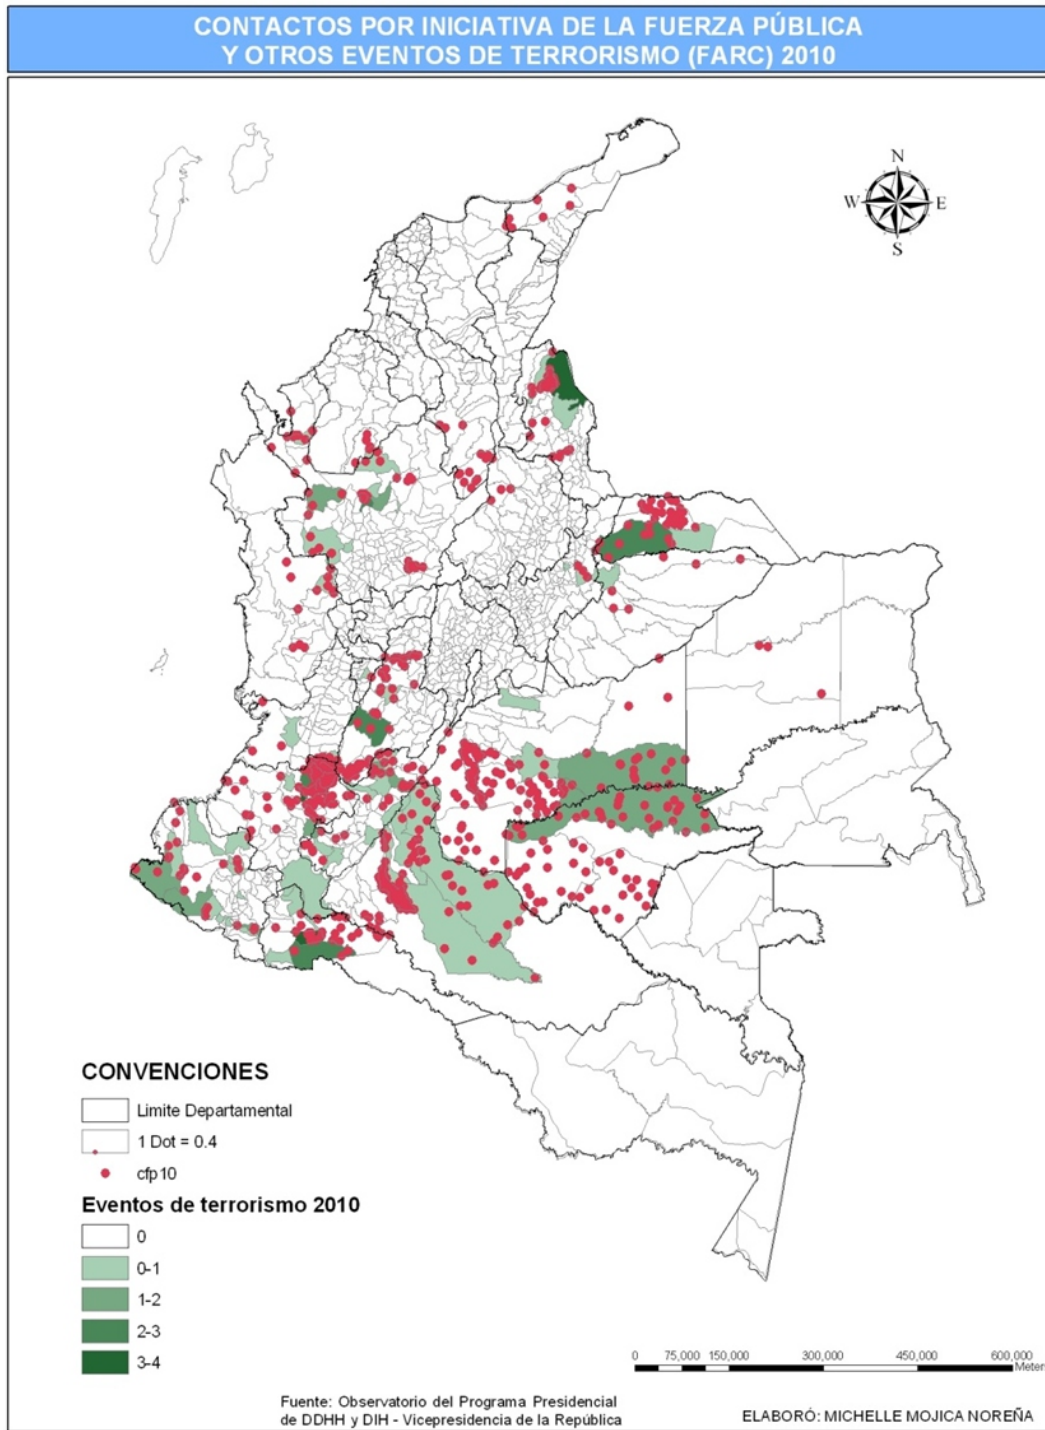 CONTACTOS POR INICIATIVA DE LA FUERZA PÚBLICA
Y OTROS EVENTOS DE TERRORISMO (FARC) 2010
N
W E
S
CONVENCIONES
Limite Departamental
1 Dot = 0.4
cfp10
Eventos de terrorismo 2010
0
0-1
1-2
2-3
3-4
0 75,000 150,000 300,000 450,000 600,000
Meters
Fuente: Observatorio del Programa Presidencial
de DDHH y DIH - Vicepresidencia de la República
ELABORÓ: MICHELLE MOJICA NOREÑA